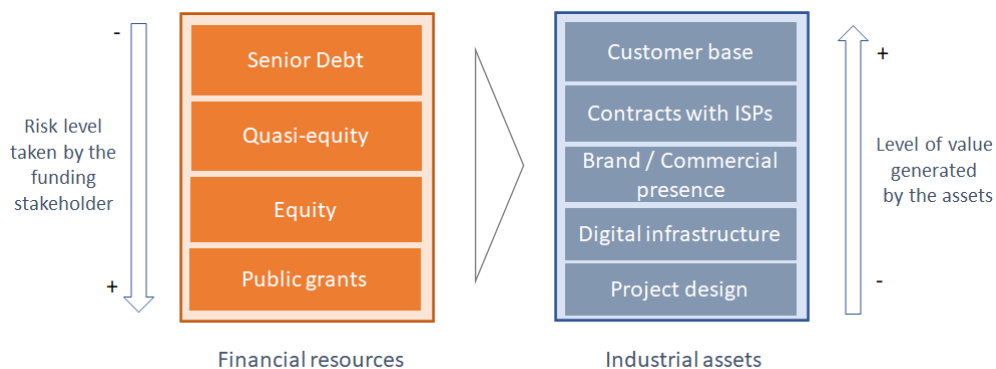 -
Risk level
taken by the
funding
stakeholder
+
Senior Debt
Quasi-equity
Equity
Public grants
Financial resources
Customer base
Contracts with ISPs
Brand / Commercial
presence
Digital infrastructure
Project design
Industrial assets
+
Level of value
generated
by the assets
-